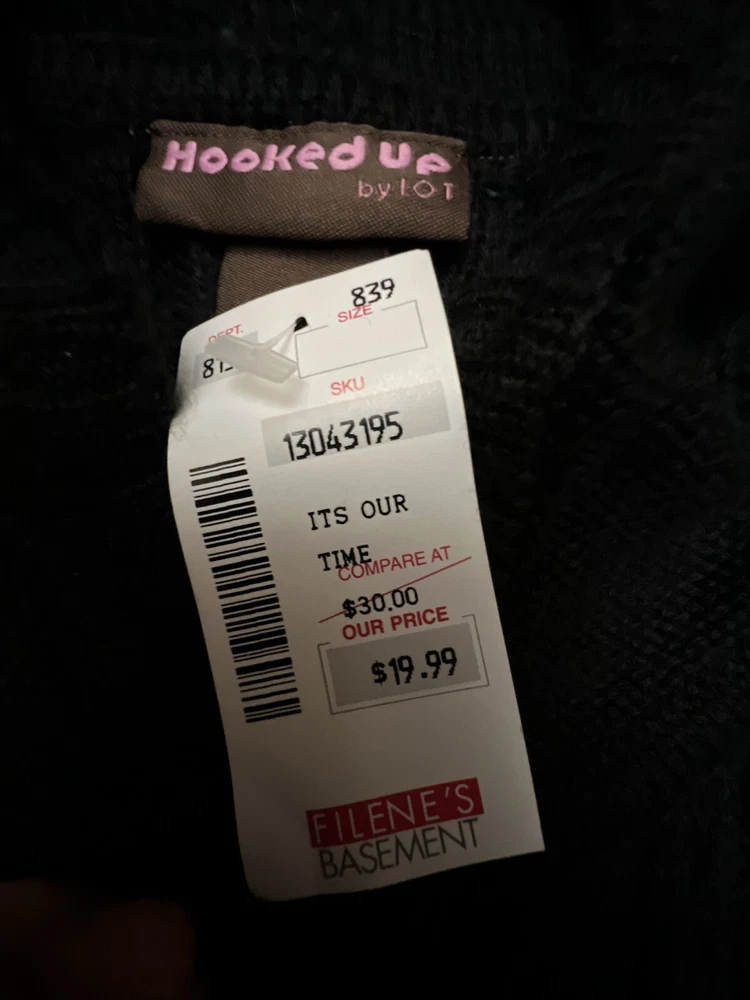 Hooked Up
by IOT
839
DEPT.
SIZE
SKU
13043195
ITS OUR
TIME
COMPARE AT
$30.00
OUR PRICE
$19.99
FILENE'S
BASEMENT